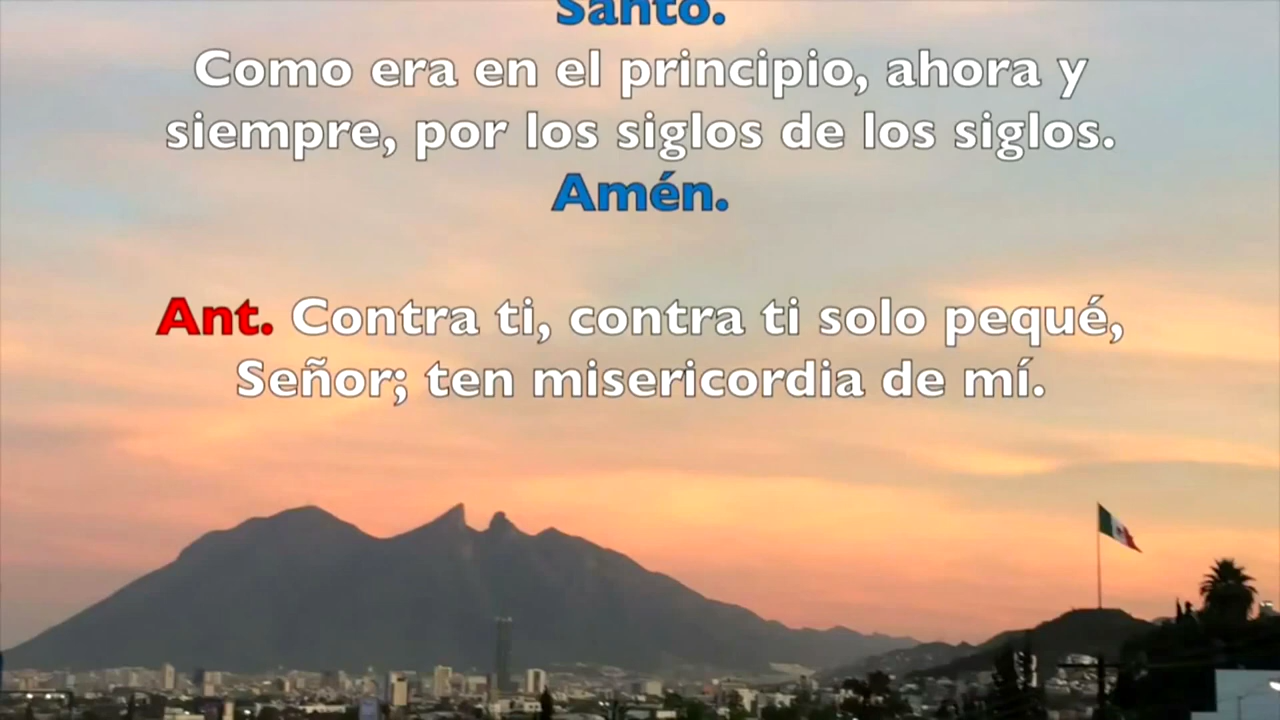 Santo.
Como era en el principio, ahora y
siempre, por los siglos de los siglos.
Amén.
Ant. Contra ti, contra ti solo pequé,
Señor; ten misericordia de mí.